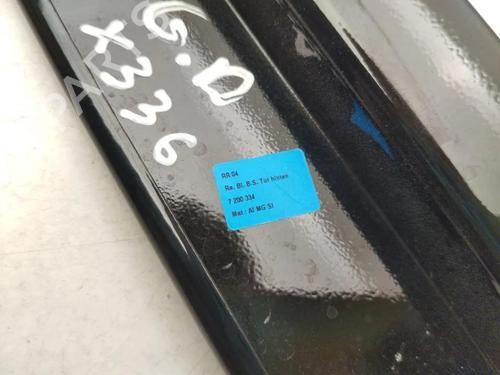 G.D
X336
RR 04
Re. Bl. B.S. Tür hinten
7 200 334
Mat : Al MG SI